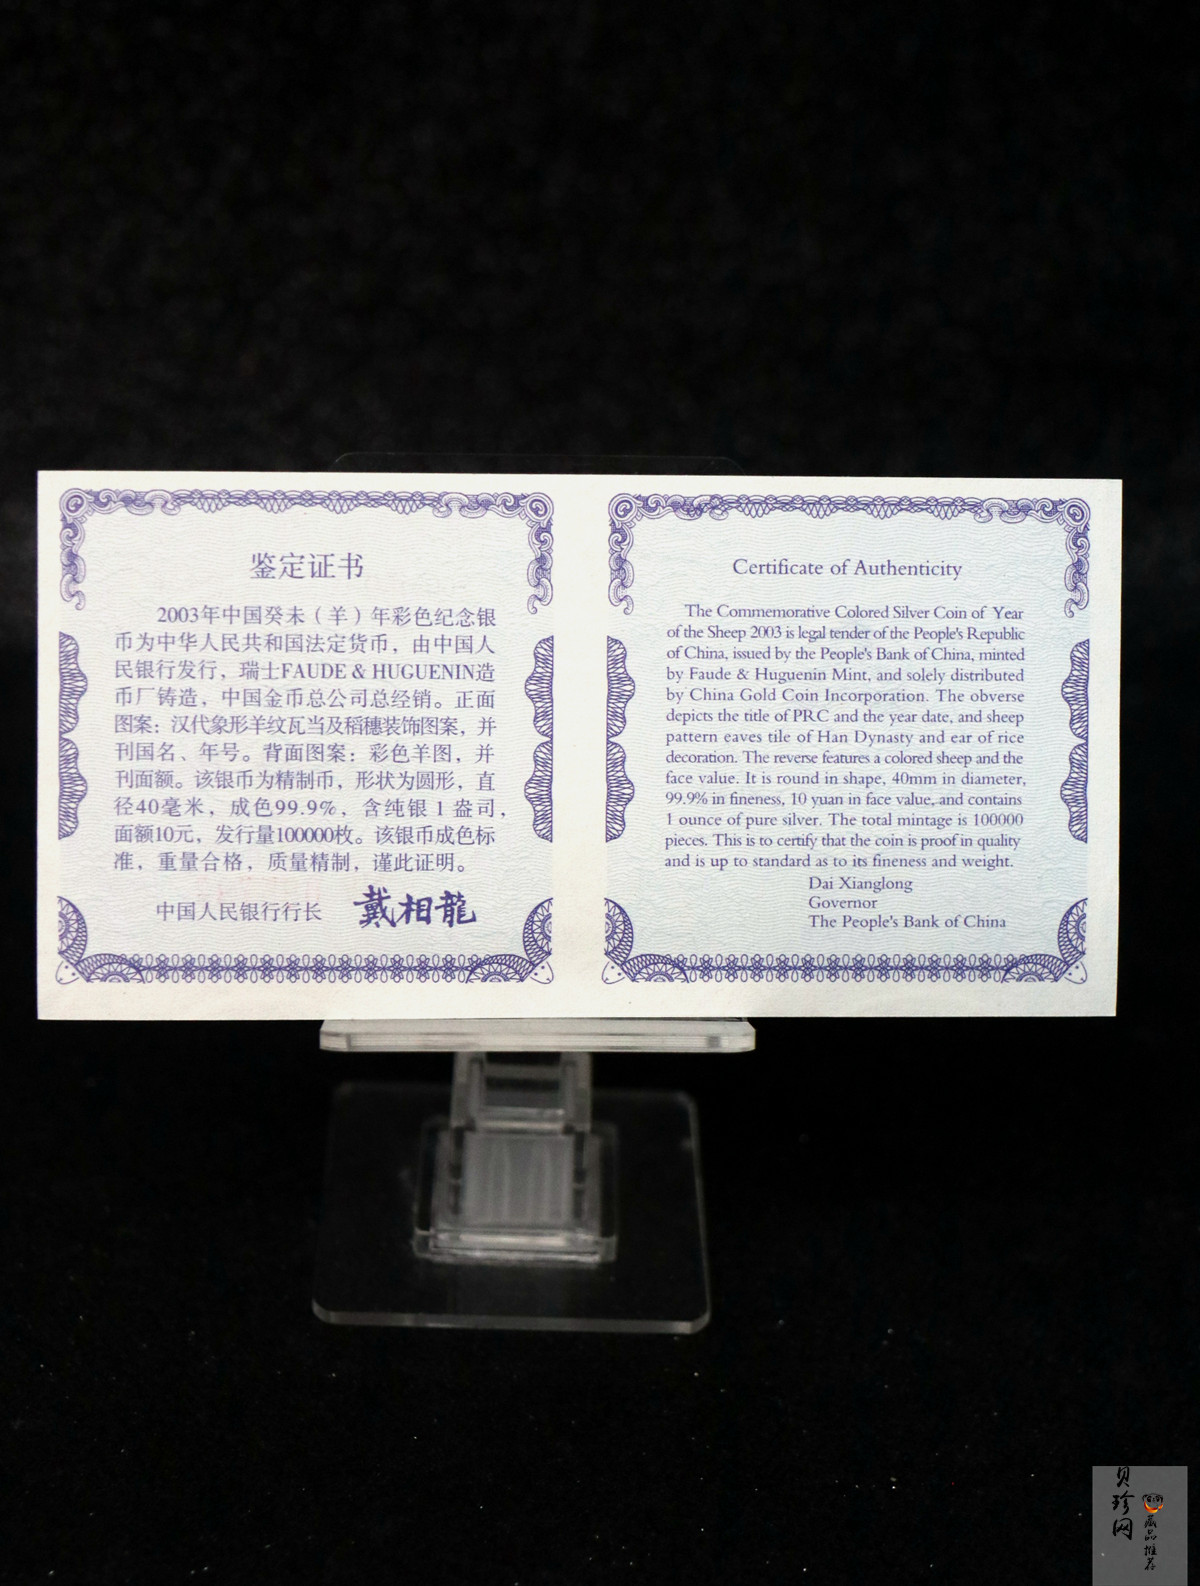 鉴定证书
2003年中国癸未（羊）年彩色纪念银
币为中华人民共和国法定货币，由中国人
民银行发行，瑞士FAUDE & HUGUENIN造
币厂铸造，中国金币总公司总经销。正面
图案：汉代象形羊纹瓦当及稻穗装饰图案，并
刊国名、年号。背面图案：彩色羊图，并
刊面额。该银币为精制币，形状为圆形，直
径40毫米，成色99.9%，含纯银1盎司，
面额10元，发行量100000枚。该银币成色标
准，重量合格，质量精制，谨此证明。
中国人民银行行长 戴相龍
Certificate of Authenticity
The Commemorative Colored Silver Coin of Year
of the Sheep 2003 is legal tender of the People's Republic
of China, issued by the People's Bank of China, minted
by Faude & Huguenin Mint, and solely distributed
by China Gold Coin Incorporation. The obverse
depicts the title of PRC and the year date, and sheep
pattern eaves tile of Han Dynasty and ear of rice
decoration. The reverse features a colored sheep and the
face value. It is round in shape, 40mm in diameter,
99.9% in fineness, 10 yuan in face value, and contains
1 ounce of pure silver. The total mintage is 100000
pieces. This is to certify that the coin is proof in quality
and is up to standard as to its fineness and weight.
Dai Xianglong
Governor
The People's Bank of China
贝珍网
藏品推荐